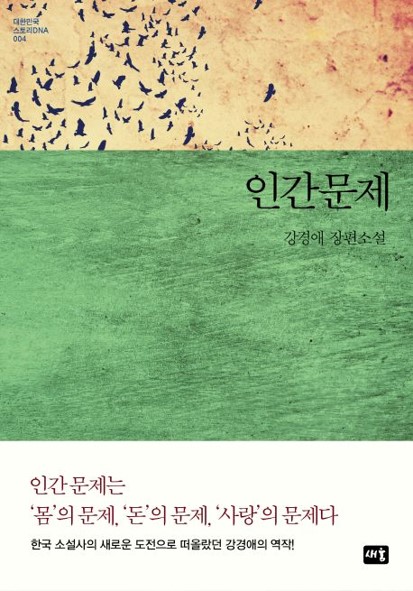 대한민국
스토리DNA
004
인간문제
강경애 장편소설
인간 문제는
‘몸’의 문제, ‘돈’의 문제, ‘사랑’의 문제다
한국 소설사의 새로운 도전으로 떠올랐던 강경애의 역작!
새움